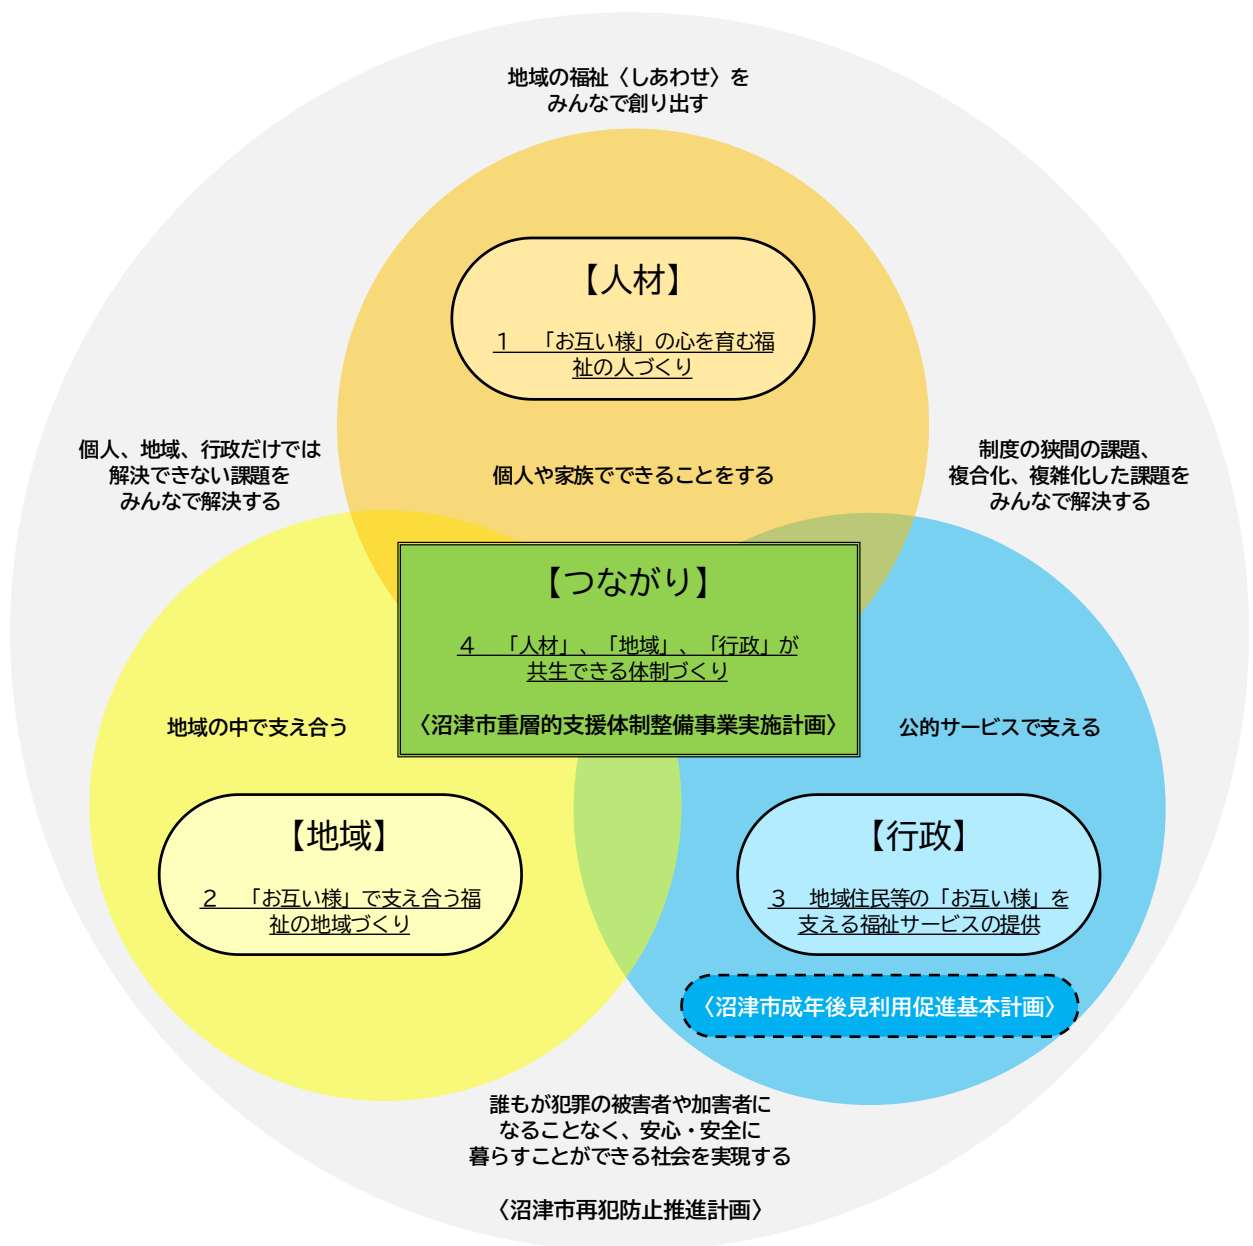 地域の福祉〈しあわせ〉を
みんなで創り出す
【人材】
１　「お互い様」の心を育む福
祉の人づくり
個人や家族でできることをする
個人、地域、行政だけでは
解決できない課題を
みんなで解決する
制度の狭間の課題、
複合化、複雑化した課題を
みんなで解決する
【つながり】
４　「人材」、「地域」、「行政」が
共生できる体制づくり
〈沼津市重層的支援体制整備事業実施計画〉
地域の中で支え合う
【地域】
２　「お互い様」で支え合う福
祉の地域づくり
公的サービスで支える
【行政】
３　地域住民等の「お互い様」を
支える福祉サービスの提供
〈沼津市成年後見利用促進基本計画〉
誰もが犯罪の被害者や加害者に
なることなく、安心・安全に
暮らすことができる社会を実現する
〈沼津市再犯防止推進計画〉